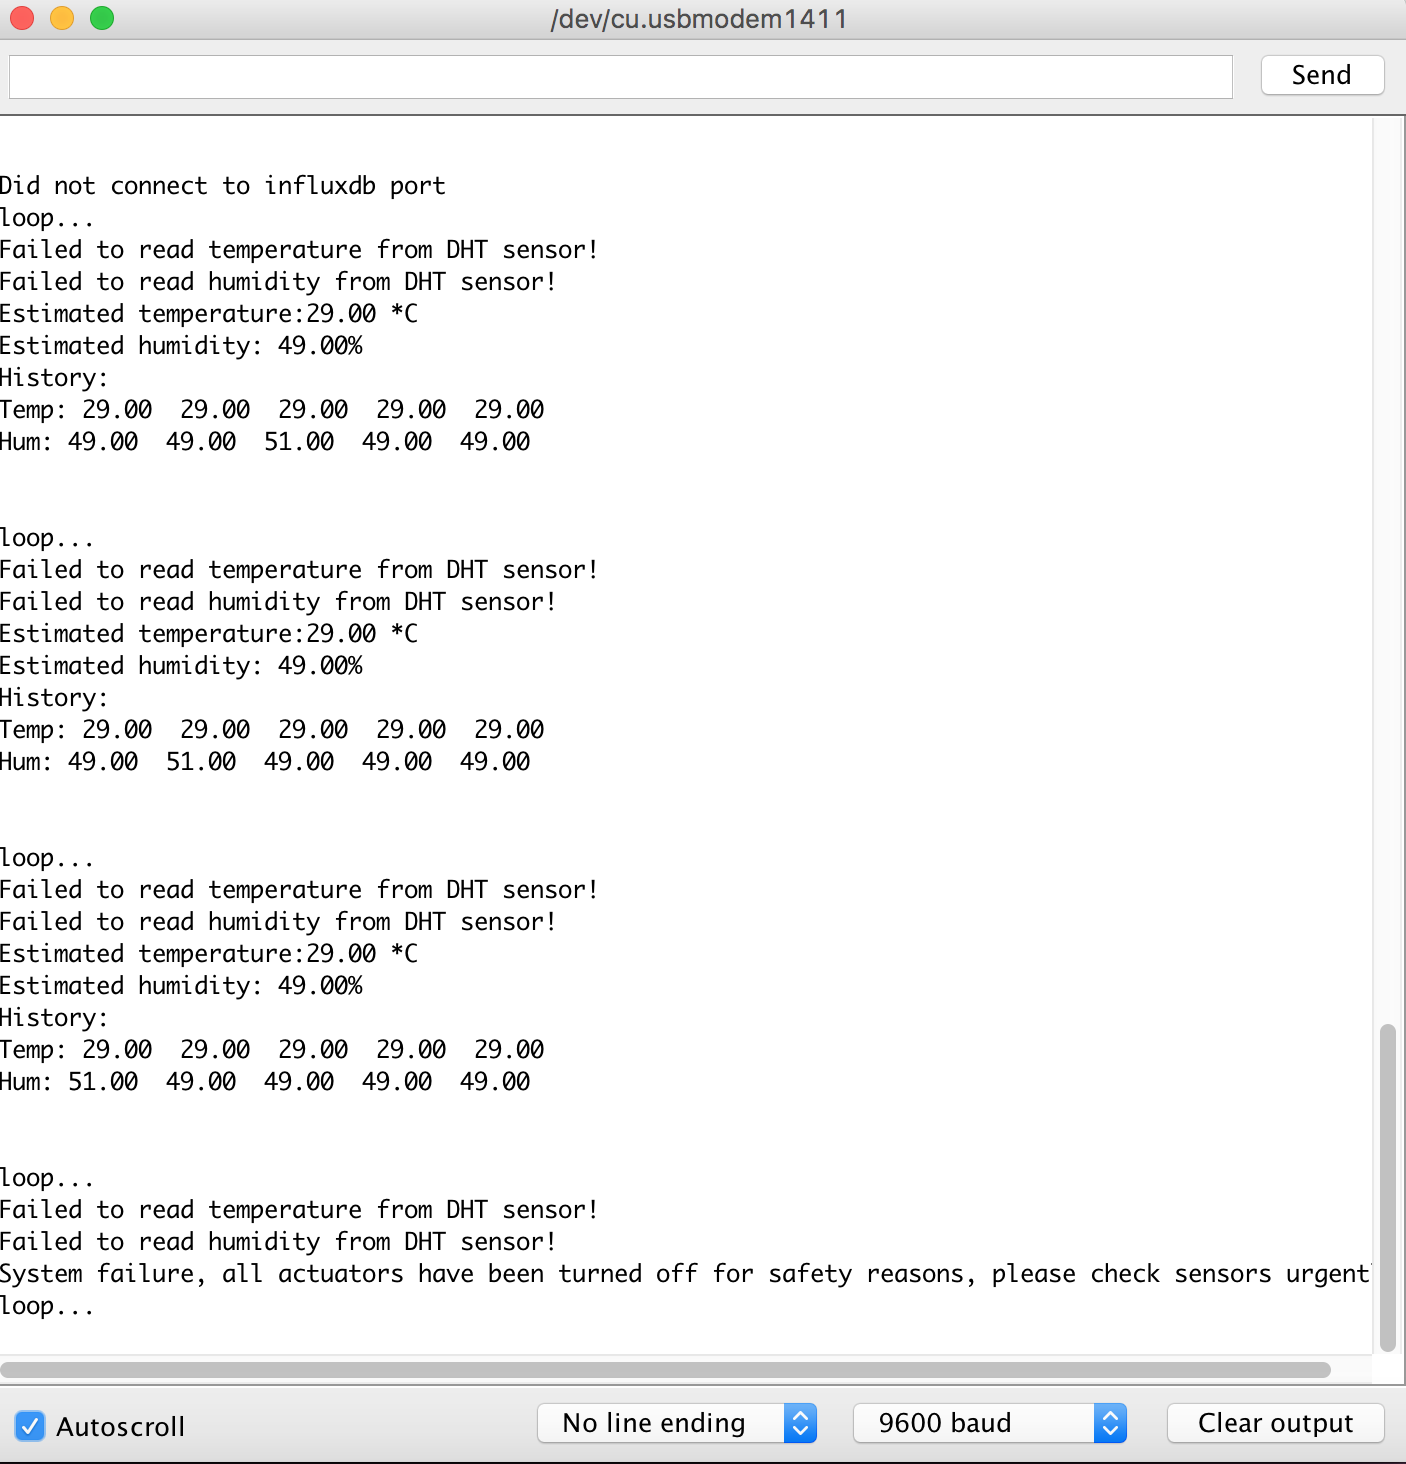 /dev/cu.usbmodem1411
Send
Did not connect to influxdb port
loop...
Failed to read temperature from DHT sensor!
Failed to read humidity from DHT sensor!
Estimated temperature:29.00 *C
Estimated humidity: 49.00%
History:
Temp: 29.00  29.00  29.00  29.00  29.00
Hum: 49.00  49.00  51.00  49.00  49.00
loop...
Failed to read temperature from DHT sensor!
Failed to read humidity from DHT sensor!
Estimated temperature:29.00 *C
Estimated humidity: 49.00%
History:
Temp: 29.00  29.00  29.00  29.00  29.00
Hum: 49.00  51.00  49.00  49.00  49.00
loop...
Failed to read temperature from DHT sensor!
Failed to read humidity from DHT sensor!
Estimated temperature:29.00 *C
Estimated humidity: 49.00%
History:
Temp: 29.00  29.00  29.00  29.00  29.00
Hum: 51.00  49.00  49.00  49.00  49.00
loop...
Failed to read temperature from DHT sensor!
Failed to read humidity from DHT sensor!
System failure, all actuators have been turned off for safety reasons, please check sensors urgentl
loop...
Autoscroll
No line ending
9600 baud
Clear output